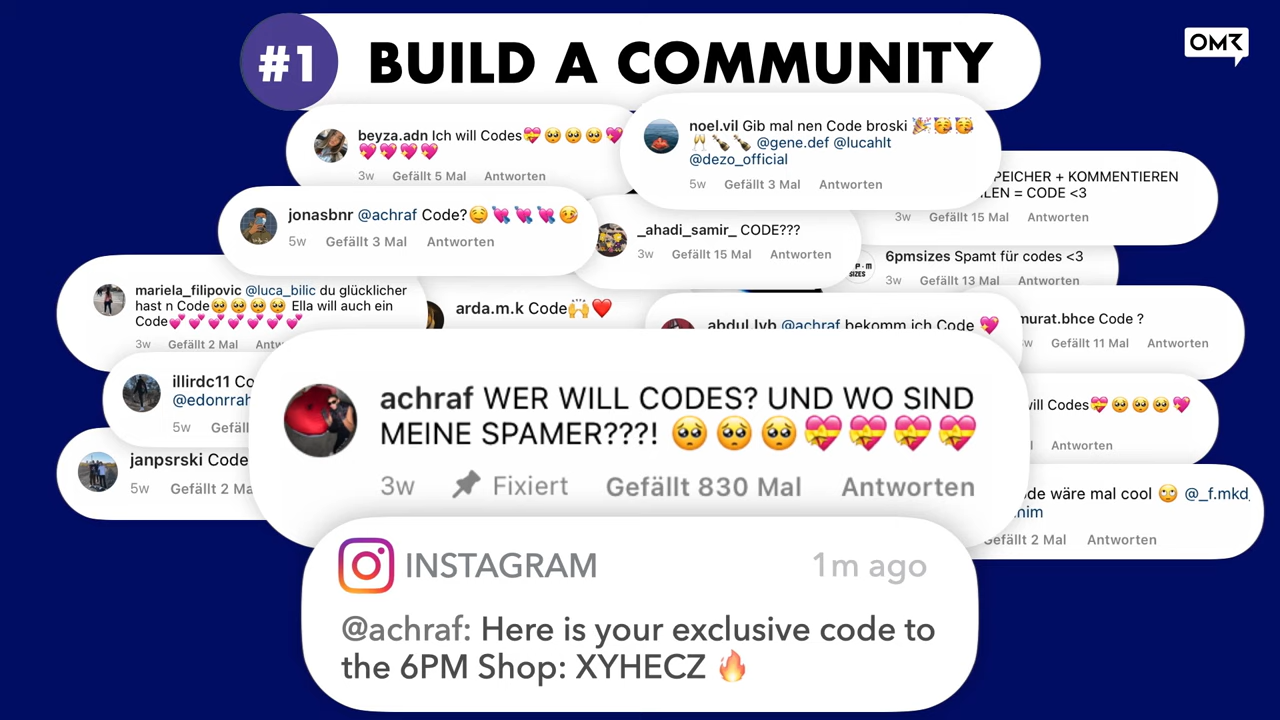 #1 BUILD A COMMUNITY
OMR
beyza.adn Ich will Codes💝🥺🥺🥺💝
💖💖💖💖
3w Gefällt 5 Mal Antworten
noel.vil Gib mal nen Code broski 🎉🥳🥳
🥂🍾🍾 @gene.def @lucahlt
@dezo_official
5w Gefällt 3 Mal Antworten
KOMMENTIEREN
= CODE <3
3w Gefällt 15 Mal Antworten
jonasbnr @achraf Code?🤤💘💘💘🥵
5w Gefällt 3 Mal Antworten
_ahadi_samir_ CODE???
3w Gefällt 15 Mal Antworten
6pmsizes Spamt für codes <3
3w Gefällt 13 Mal Antworten
mariela_filipovic @luca_bilic du glücklicher
hast n Code🥺🥺🥺🥺 Ella will auch ein
Code💕💕💕💕💕💕💕
3w Gefällt 2 Mal
arda.m.k Code🙌❤️
abdul.lvb @achraf bekomm ich Code 💖
murat.bhce Code ?
Gefällt 11 Mal Antworten
illirdc11
5w
will Codes💝🥺🥺🥺💝
Antworten
janpsrski Code
5w Gefällt 2
wäre mal cool 🙄 @_f.mkd_
Gefällt 2 Mal Antworten
achraf WER WILL CODES? UND WO SIND
MEINE SPAMER???! 🥺🥺🥺💝💝💝💝
3w Fixiert Gefällt 830 Mal Antworten
INSTAGRAM 1m ago
@achraf: Here is your exclusive code to
the 6PM Shop: XYHECZ 🔥